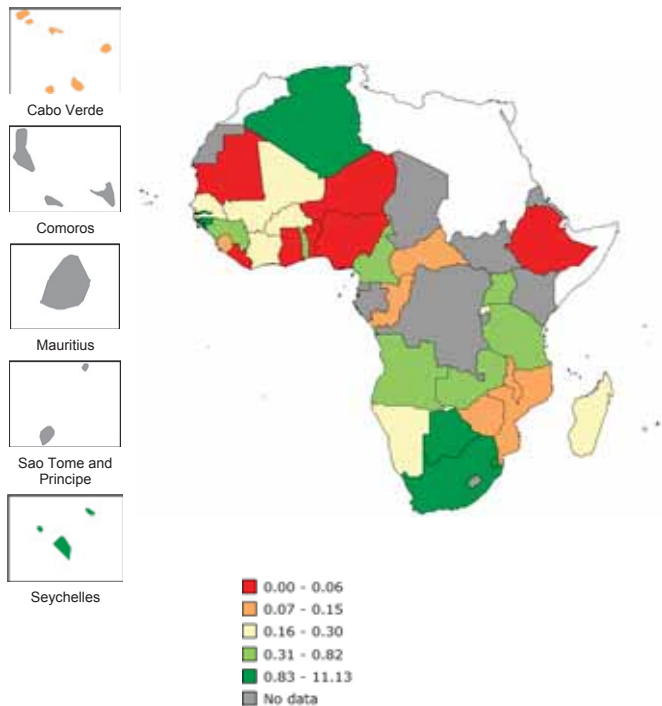 Cabo Verde
Comoros
Mauritius
Sao Tome and
Principe
Seychelles
0.00 - 0.06
0.07 - 0.15
0.16 - 0.30
0.31 - 0.82
0.83 - 11.13
No data